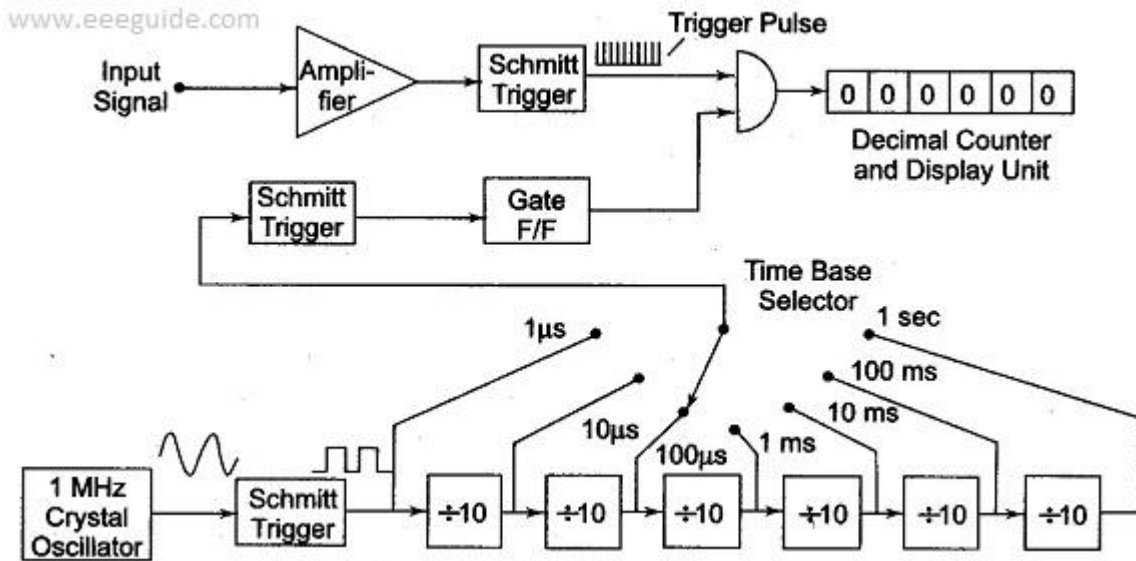 www.eeeguide.com
Trigger Pulse
Input
Signal
Ampli-
fier
Schmitt
Trigger
0 0 0 0 0 0
Decimal Counter
and Display Unit
Schmitt
Trigger
Gate
F/F
Time Base
Selector
1μs
1 sec
100 ms
10μs
10 ms
100μs
1 ms
1 MHz
Crystal
Oscillator
Schmitt
Trigger
÷10
÷10
÷10
÷10
÷10
÷10